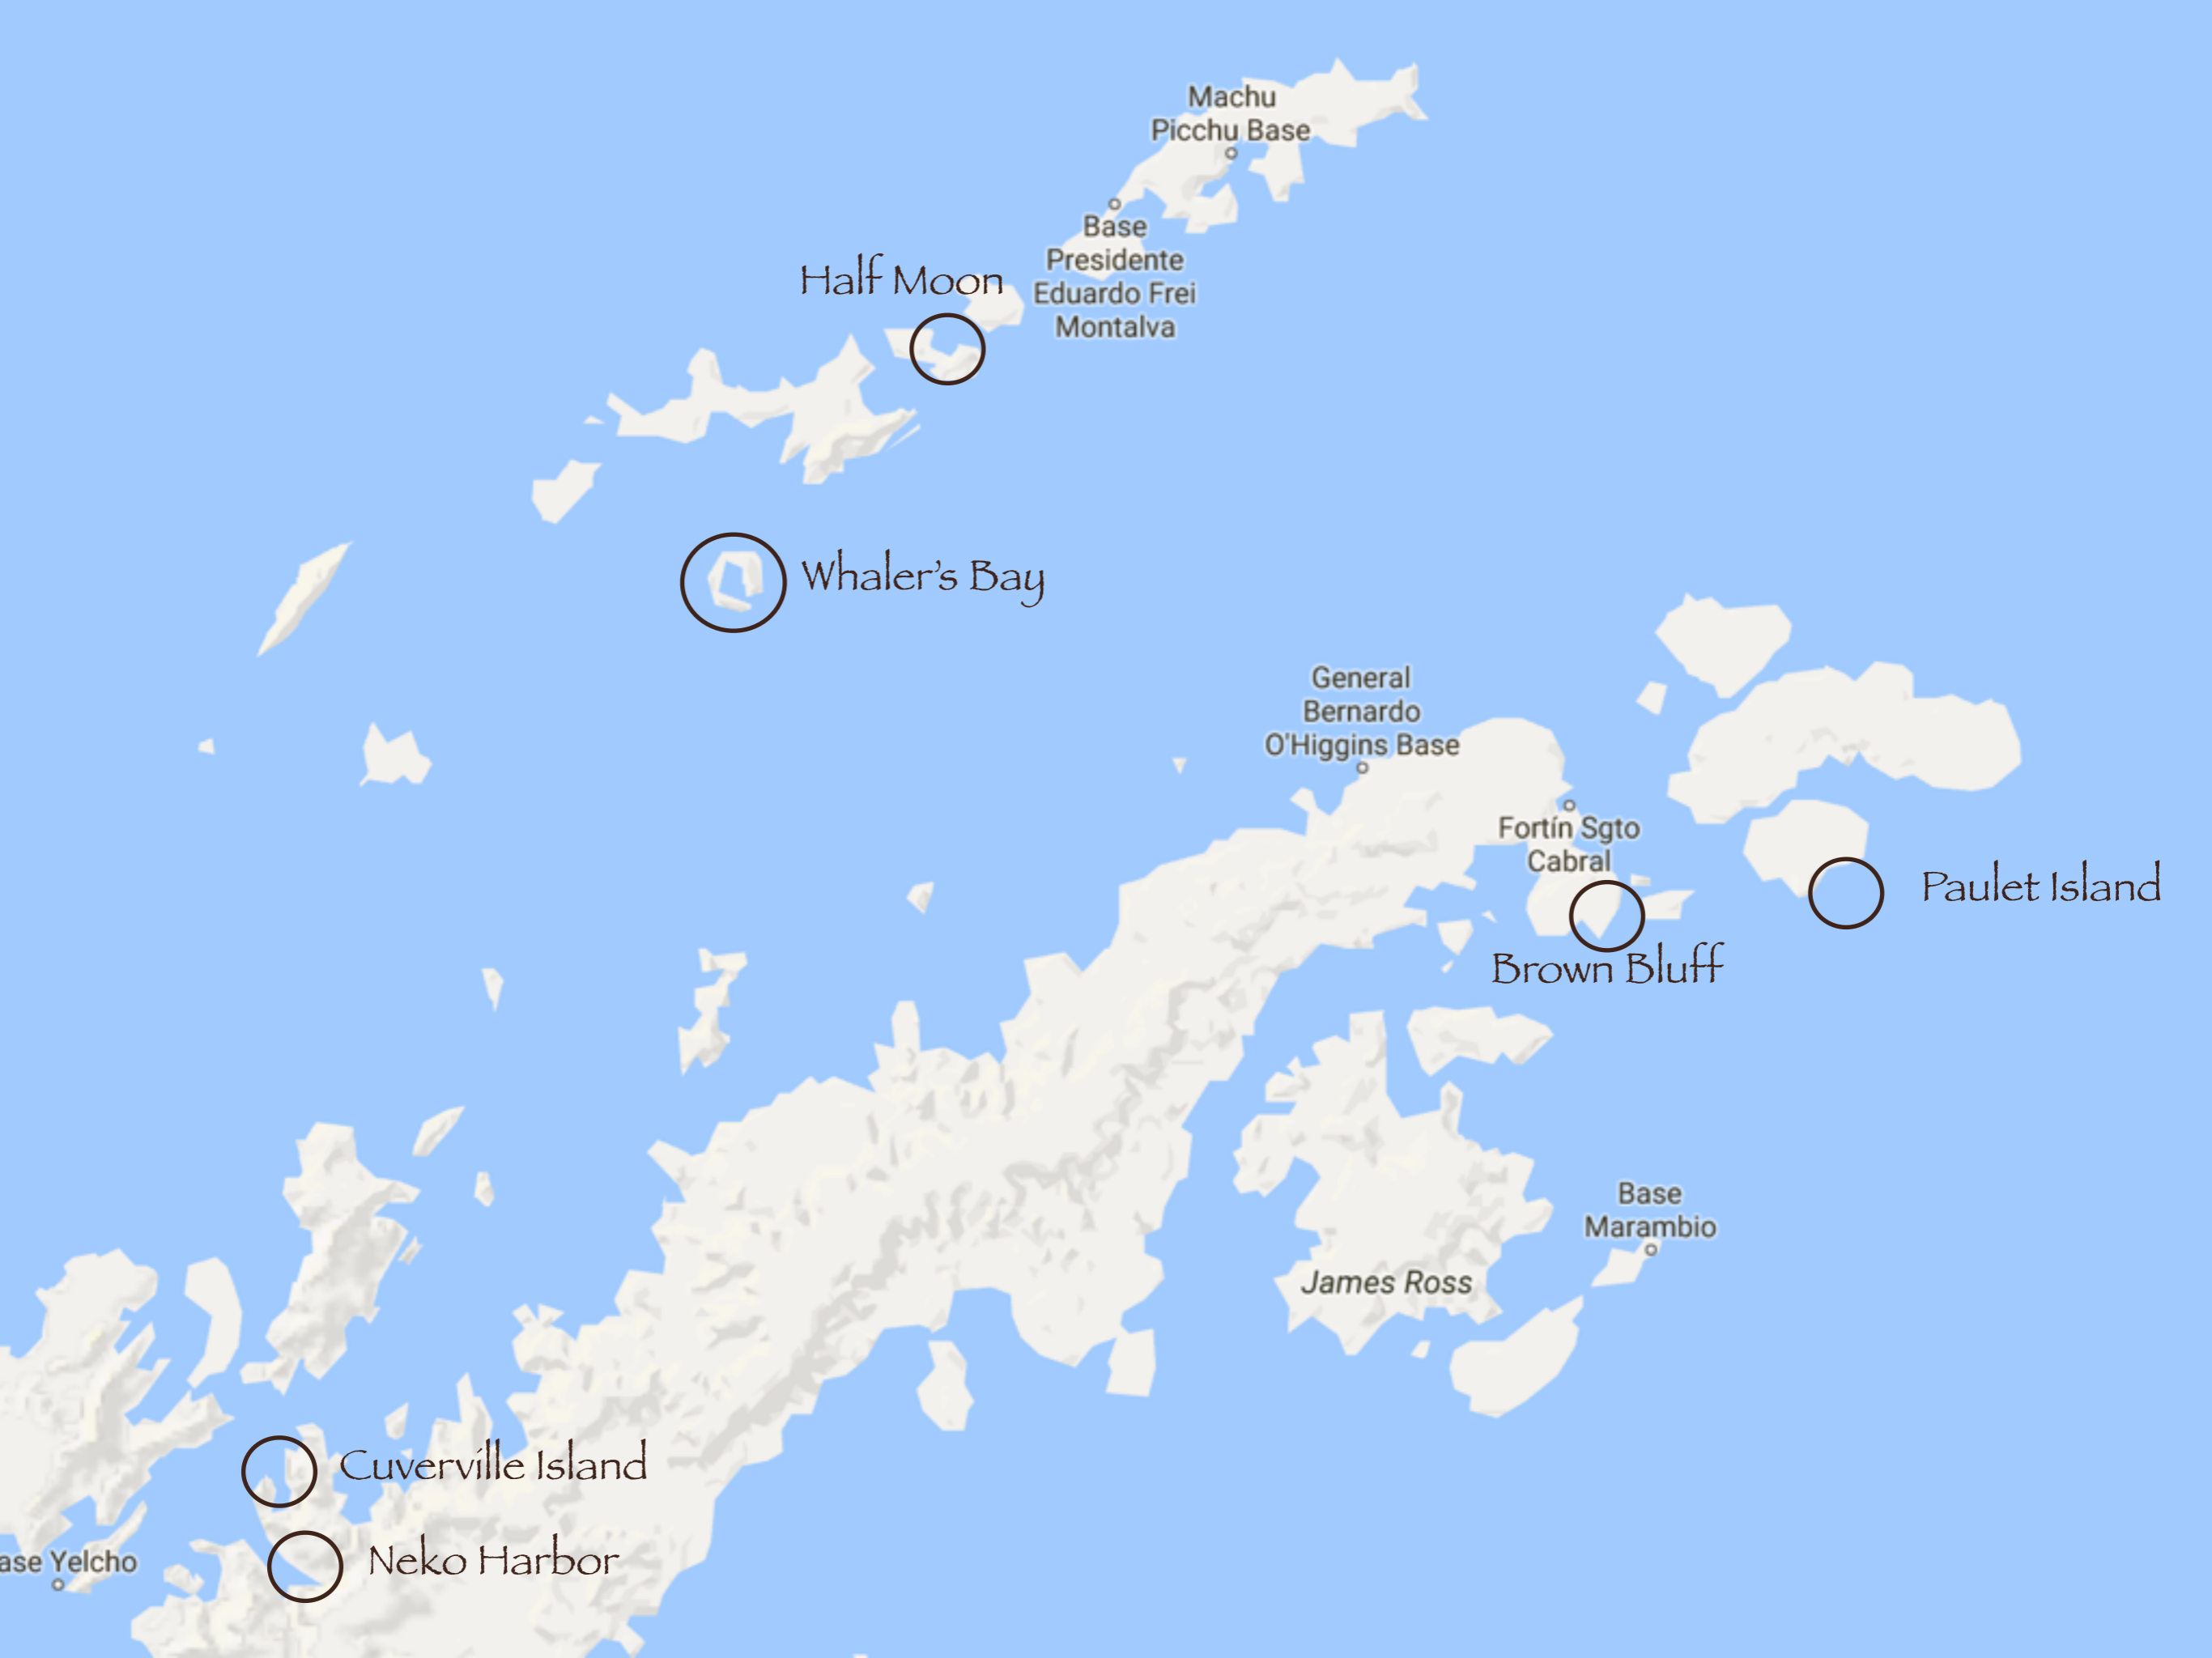 Machu
Picchu Base
Base
Presidente
Eduardo Frei
Montalva
Half Moon
Whaler's Bay
General
Bernardo
O'Higgins Base
Fortín Sgto
Cabral
Paulet Island
Brown Bluff
Base
Marambio
James Ross
Cuverville Island
Neko Harbor
ase Yelcho